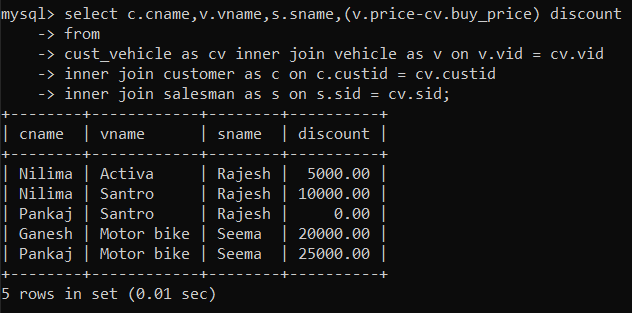 mysql> select c.cname,v.vname,s.sname,(v.price-cv.buy_price) discount
    -> from
    -> cust_vehicle as cv inner join vehicle as v on v.vid = cv.vid
    -> inner join customer as c on c.custid = cv.custid
    -> inner join salesman as s on s.sid = cv.sid;
+--------+------------+--------+----------+
| cname  | vname      | sname  | discount |
+--------+------------+--------+----------+
| Nilima | Activa     | Rajesh |  5000.00 |
| Nilima | Santro     | Rajesh | 10000.00 |
| Pankaj | Santro     | Rajesh |     0.00 |
| Ganesh | Motor bike | Seema  | 20000.00 |
| Pankaj | Motor bike | Seema  | 25000.00 |
+--------+------------+--------+----------+
5 rows in set (0.01 sec)